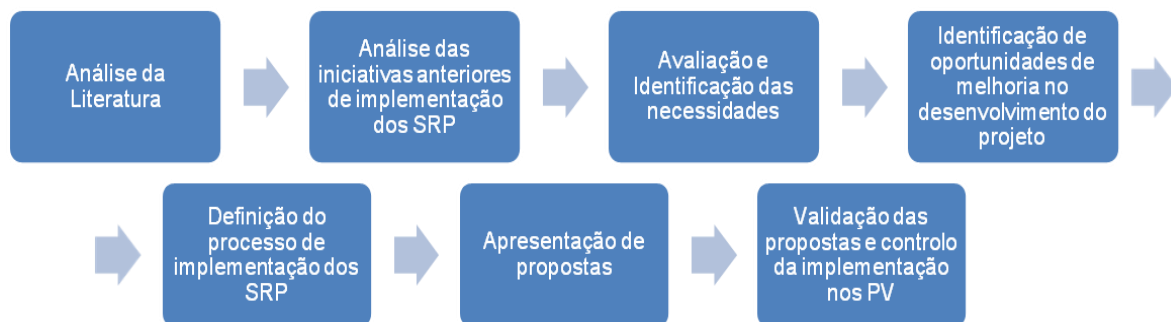 Análise da
Literatura
Análise das
iniciativas anteriores
de implementação
dos SRP
Avaliação e
Identificação das
necessidades
Identificação de
oportunidades de
melhoria no
desenvolvimento do
projeto
Definição do
processo de
implementação dos
SRP
Apresentação de
propostas
Validação das
propostas e controlo
da implementação
nos PV